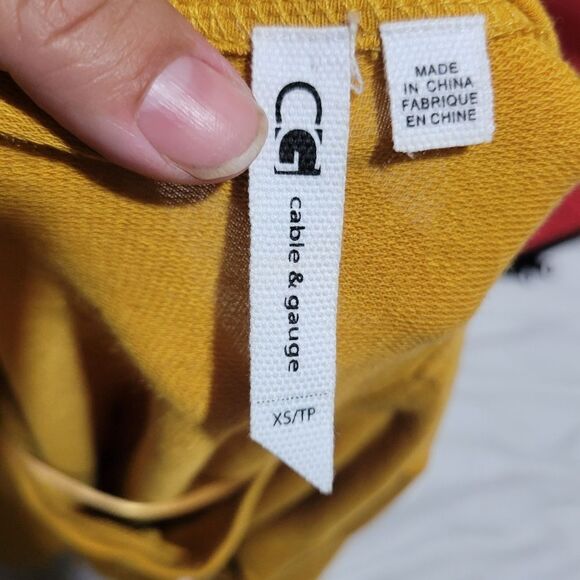 CG
cable & gauge
XS/TP
MADE
IN CHINA
FABRIQUE
EN CHINE